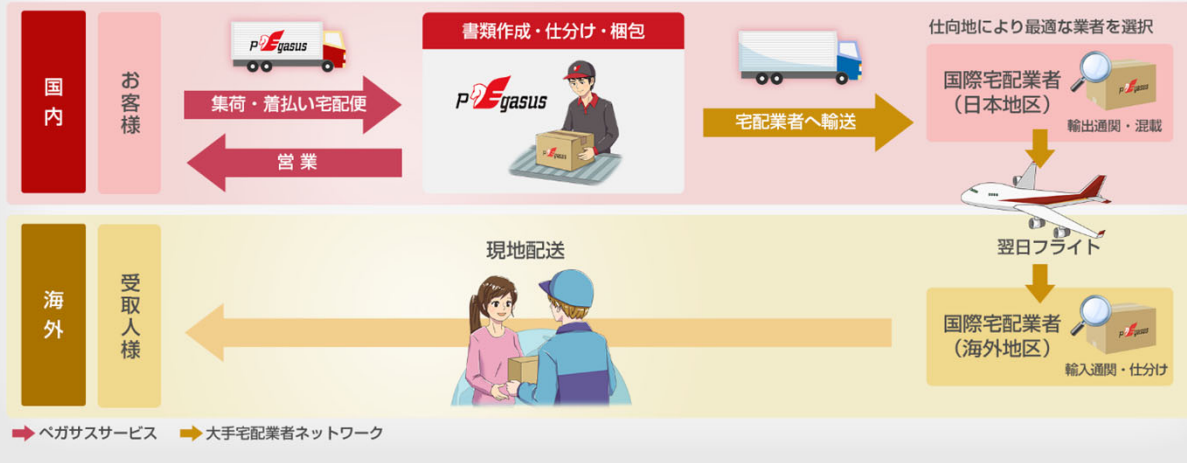 国内
お客様
PEgasus
集荷・着払い宅配便
営業
書類作成・仕分け・梱包
PEgasus
PEgasus
宅配業者へ輸送
仕向地により最適な業者を選択
国際宅配業者
（日本地区）
PEgasus
輸出通関・混載
翌日フライト
海外
受取人様
現地配送
国際宅配業者
（海外地区）
PEgasus
輸入通関・仕分け
ペガサスサービス
大手宅配業者ネットワーク